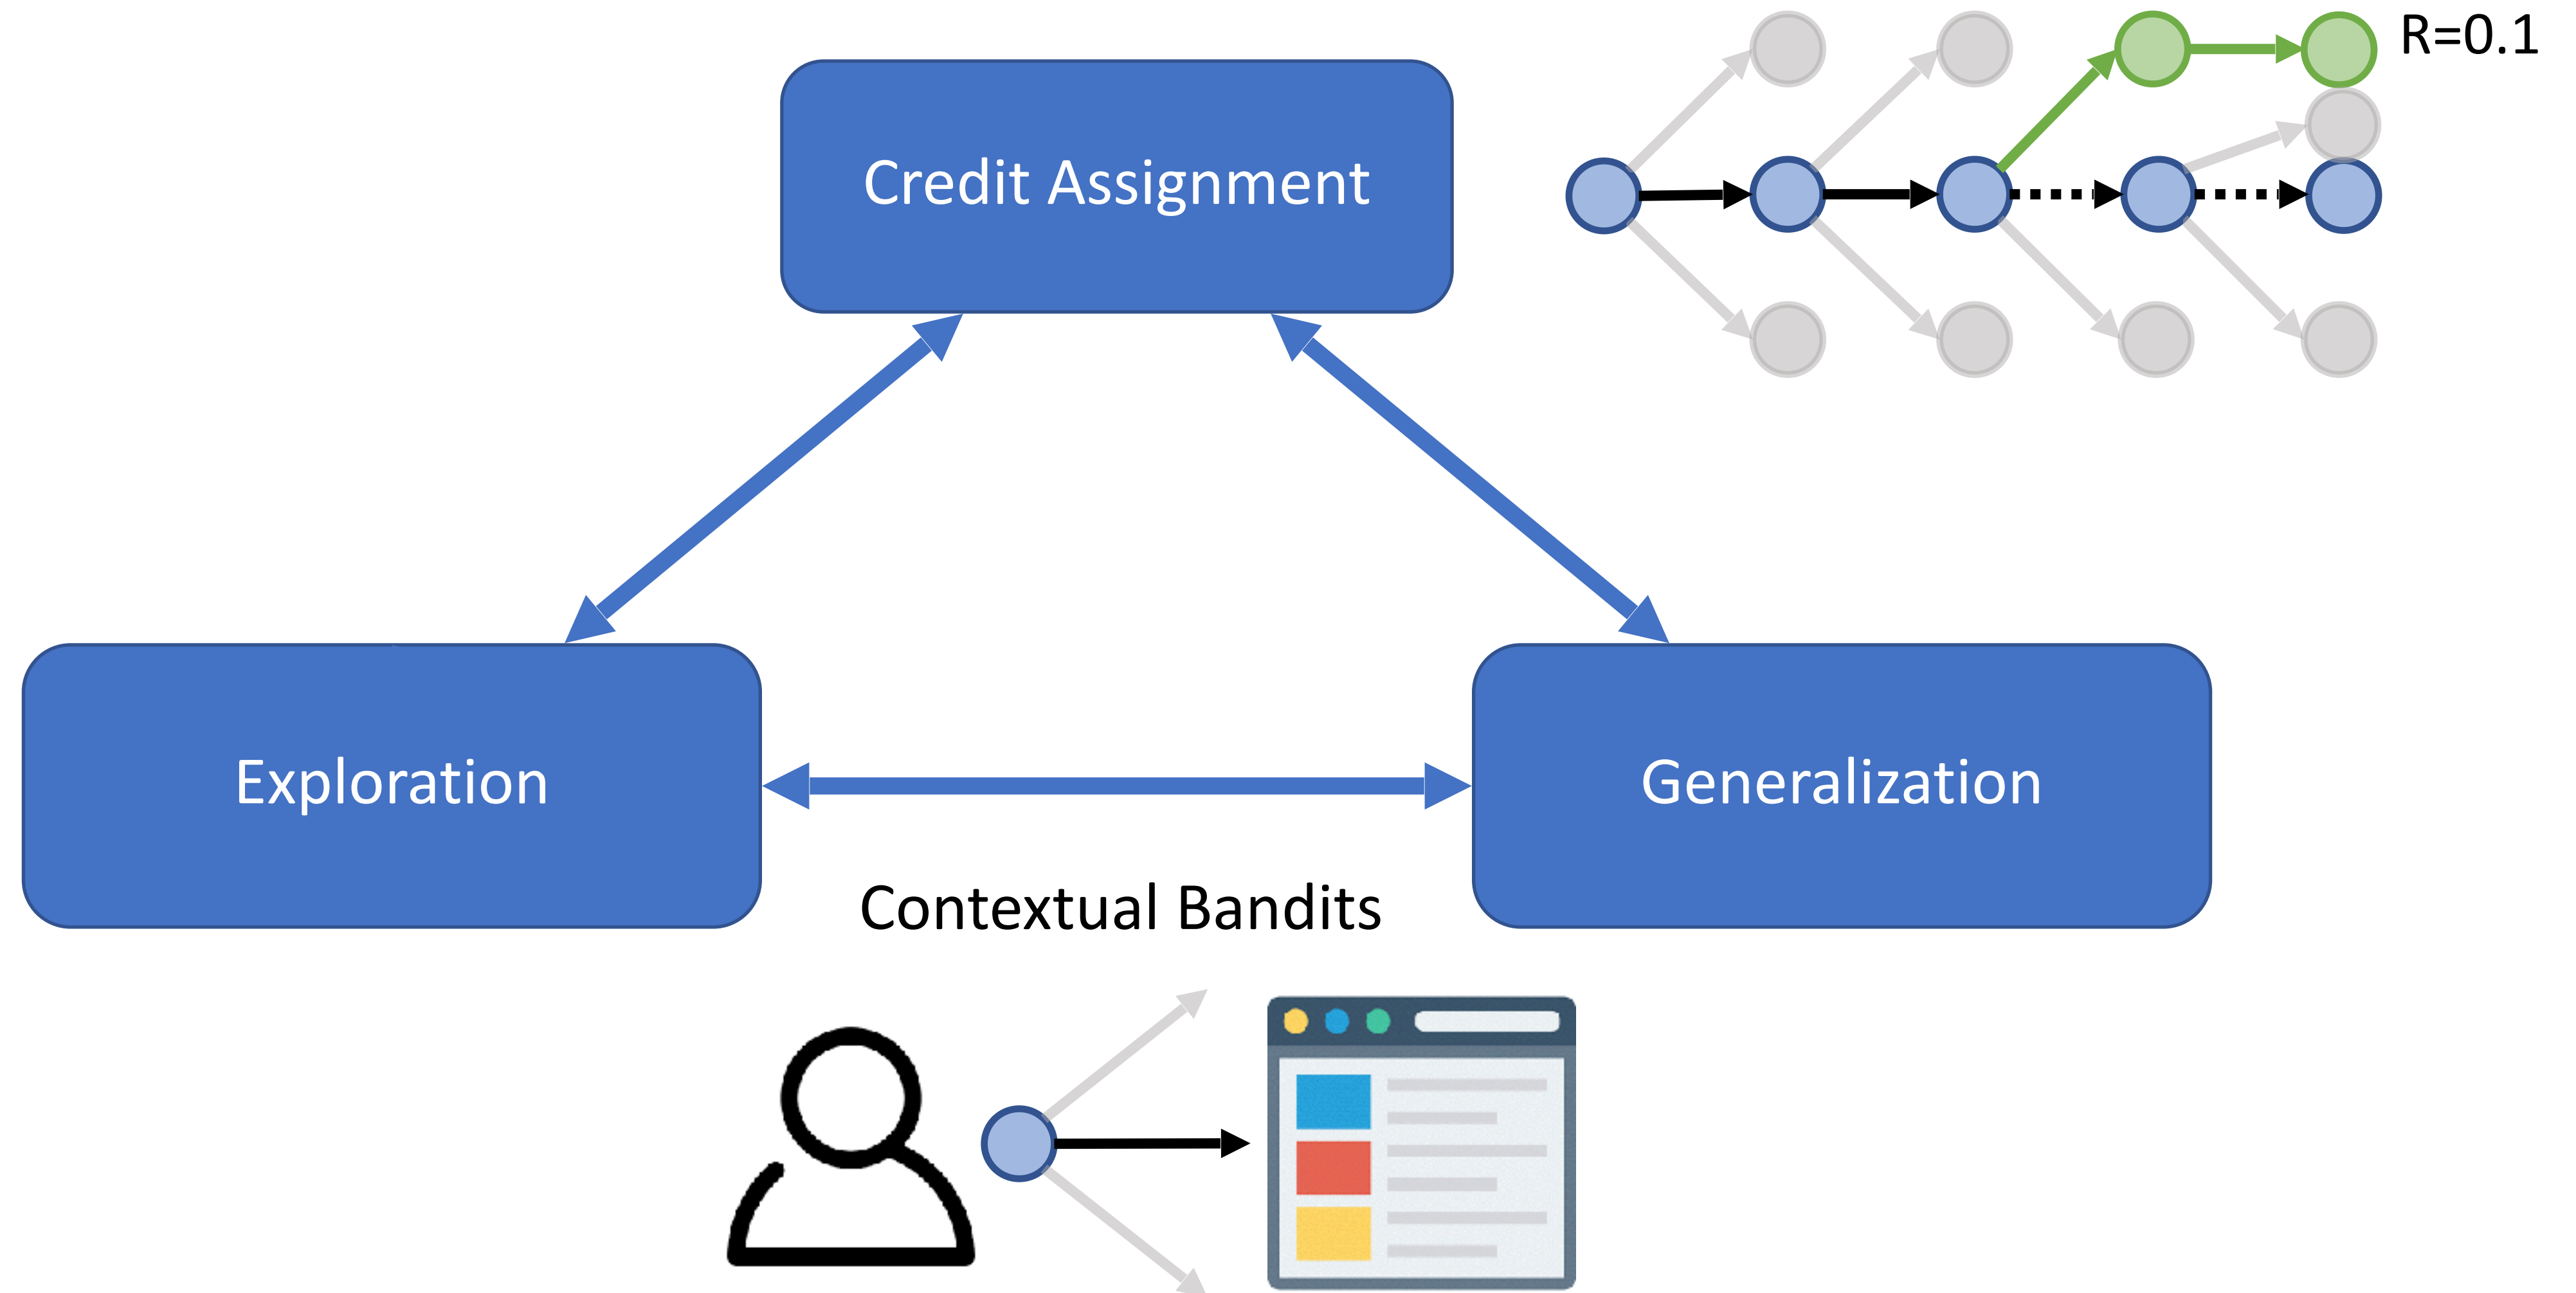 R=0.1
Credit Assignment
Exploration
Generalization
Contextual Bandits